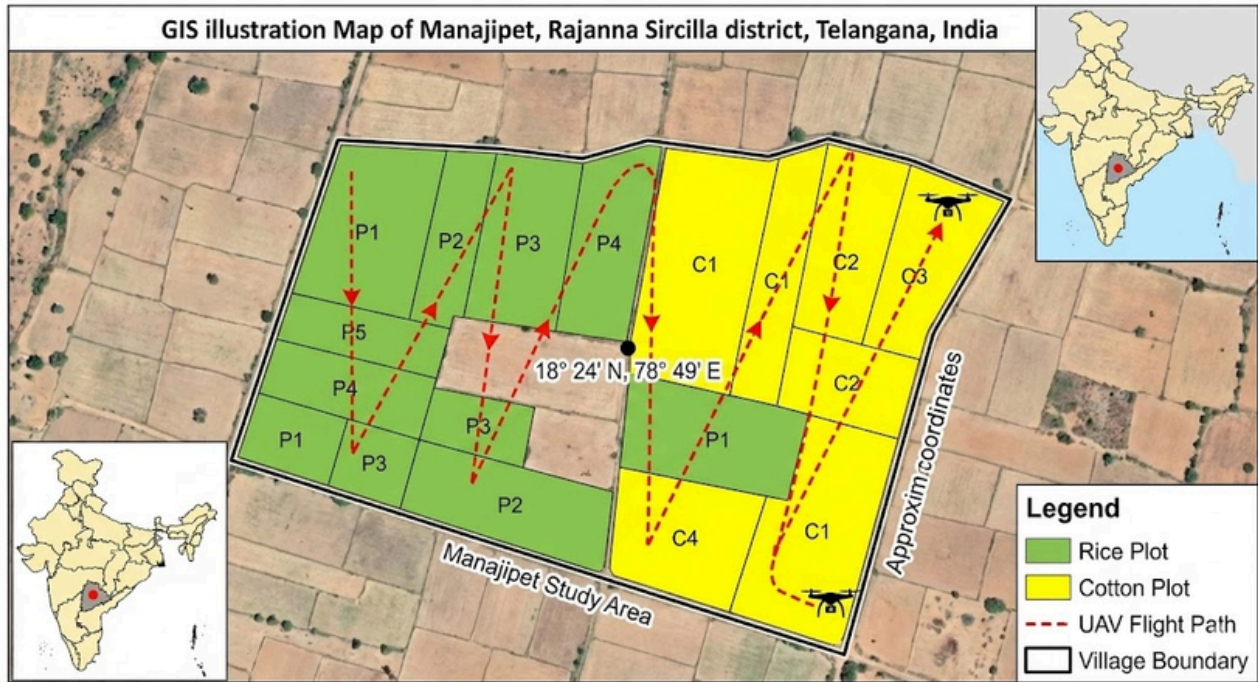 GIS illustration Map of Manajipet, Rajanna Sircilla district, Telangana, India
P1
P2
P3
P4
C1
C1
C2
C3
P5
18° 24' N, 78° 49' E
P4
C2
P3
P1
P1
P3
P2
C4
C1
Manajipet Study Area
Approxim coordinates
Legend
Rice Plot
Cotton Plot
UAV Flight Path
Village Boundary